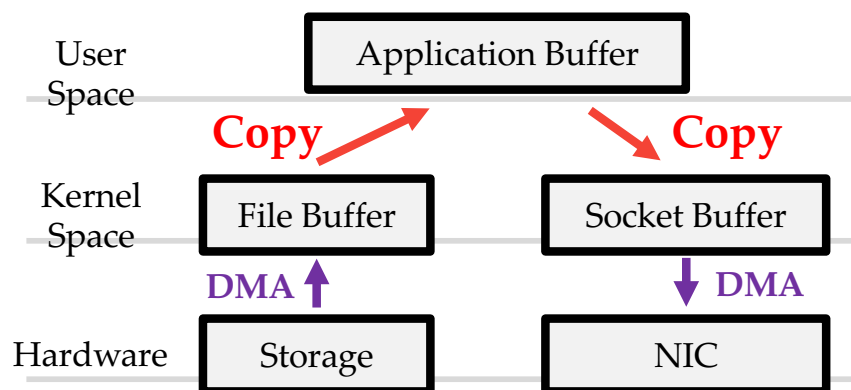 User
Space
Application Buffer
Copy
Copy
Kernel
Space
File Buffer
Socket Buffer
DMA
DMA
Hardware
Storage
NIC